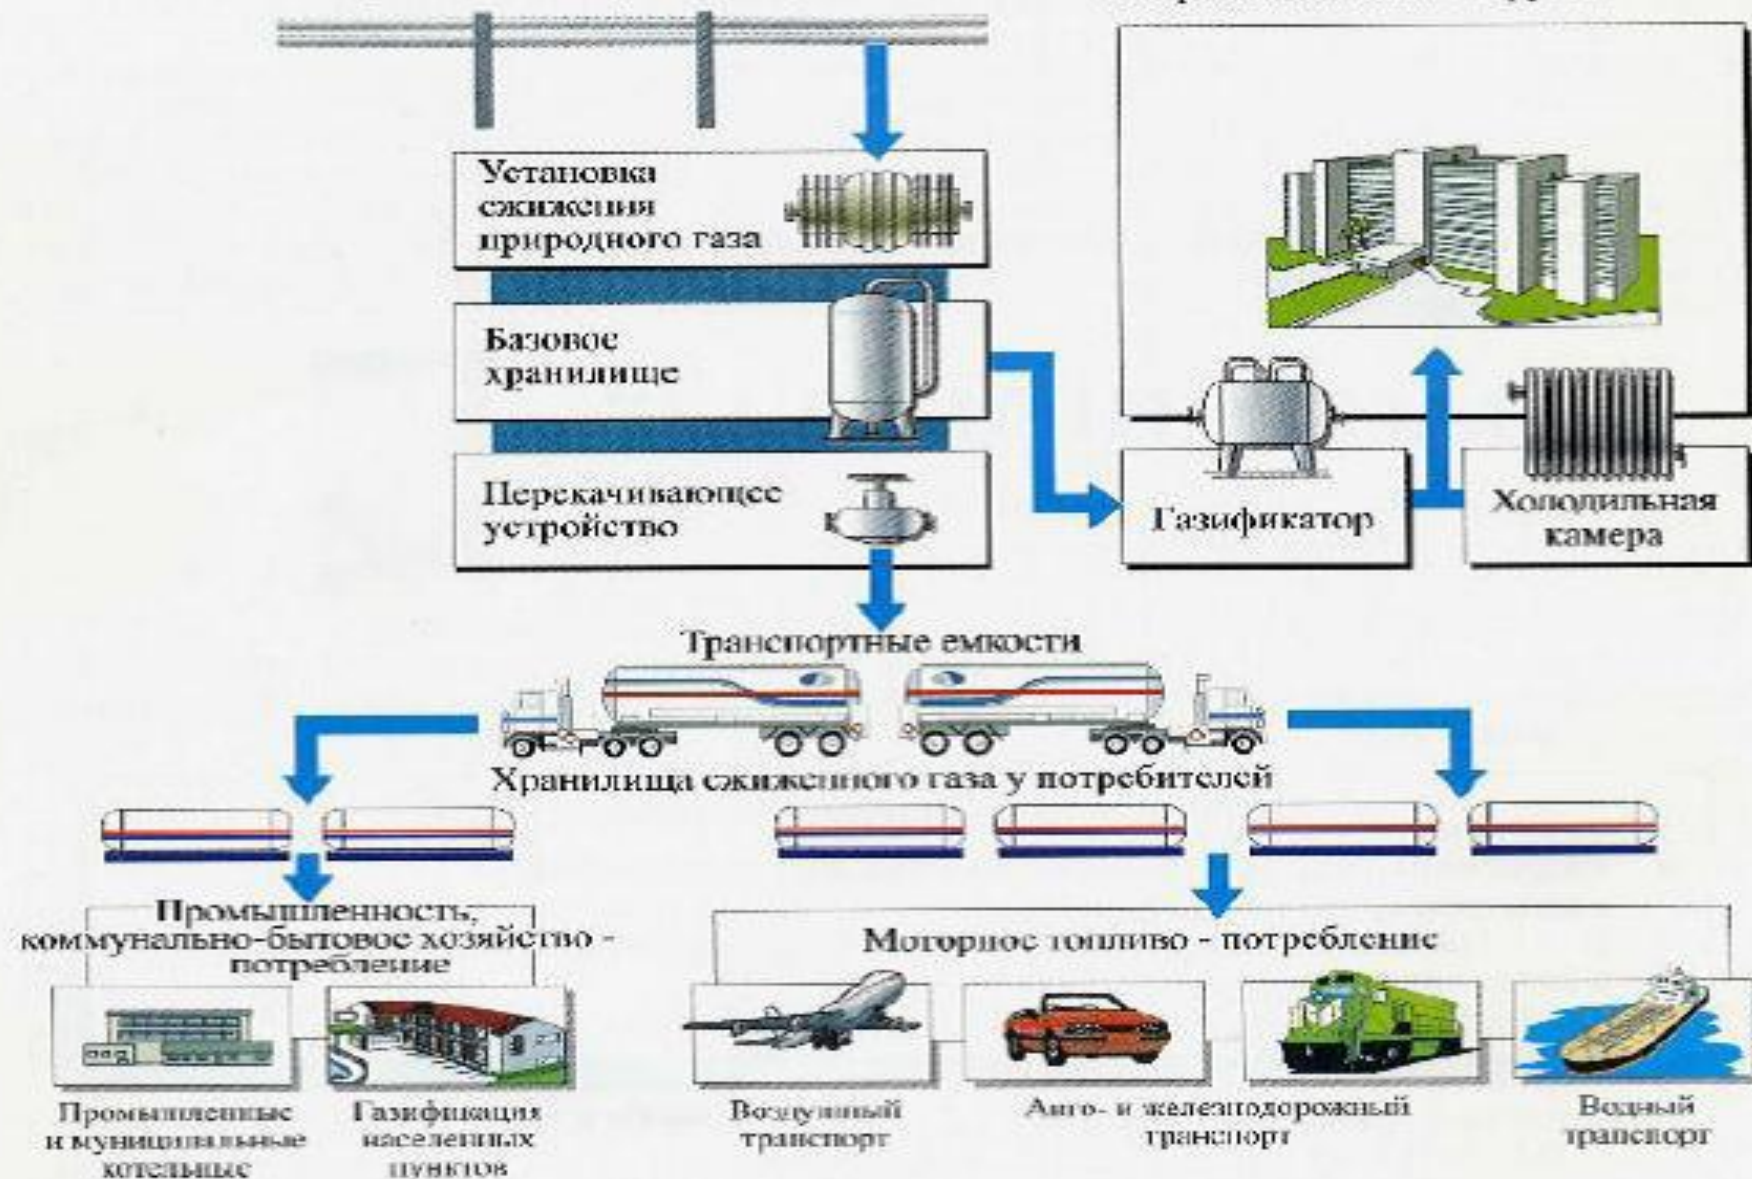 Установка
сжижения
природного газа
Базовое
хранилище
Перекачивающее
устройство
Газификатор
Холодильная
камера
Транспортные емкости
Хранилища сжиженного газа у потребителей
Промышленность,
коммунально-бытовое хозяйство -
потребление
Моторное топливо - потребление
Промышленные
и муниципальные
котельные
Газификация
населенных
пунктов
Воздушный
транспорт
Авто- и железнодорожный
транспорт
Водный
транспорт